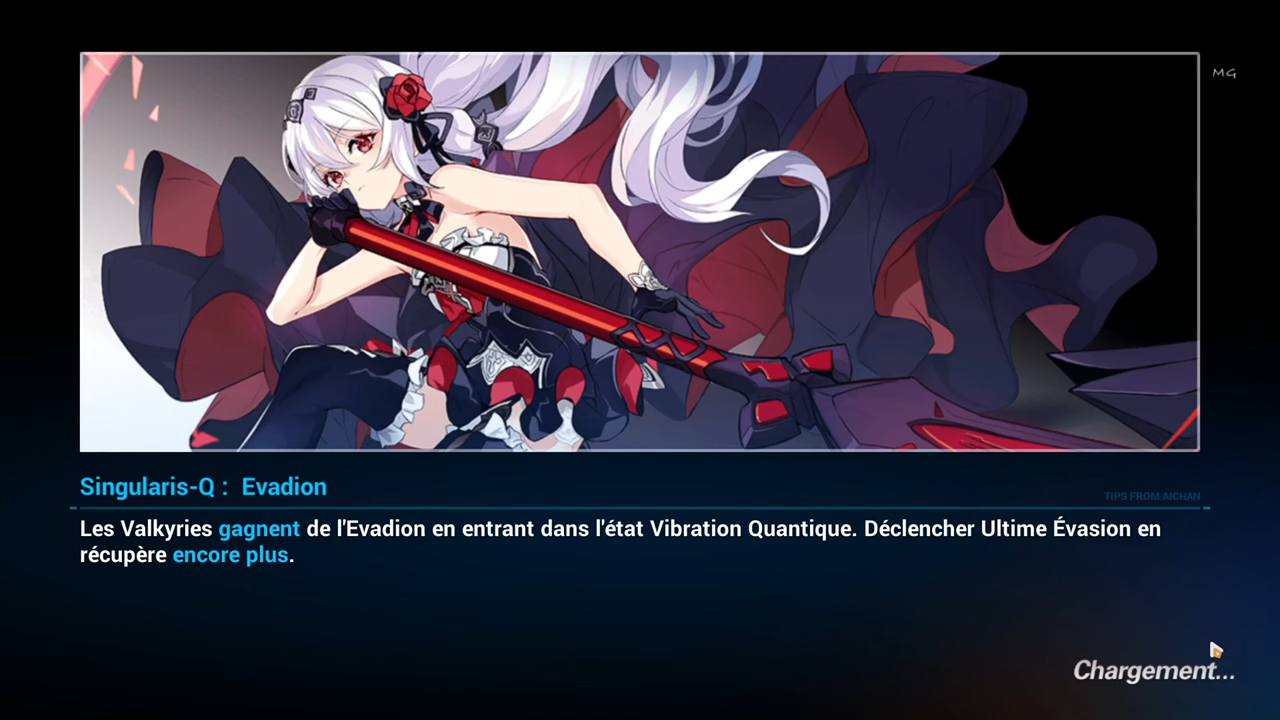 MG
Singularis-Q :  Evadion
TIPS FROM AICHAN
Les Valkyries gagnent de l'Evadion en entrant dans l'état Vibration Quantique. Déclencher Ultime Évasion en
récupère encore plus.
Chargement...